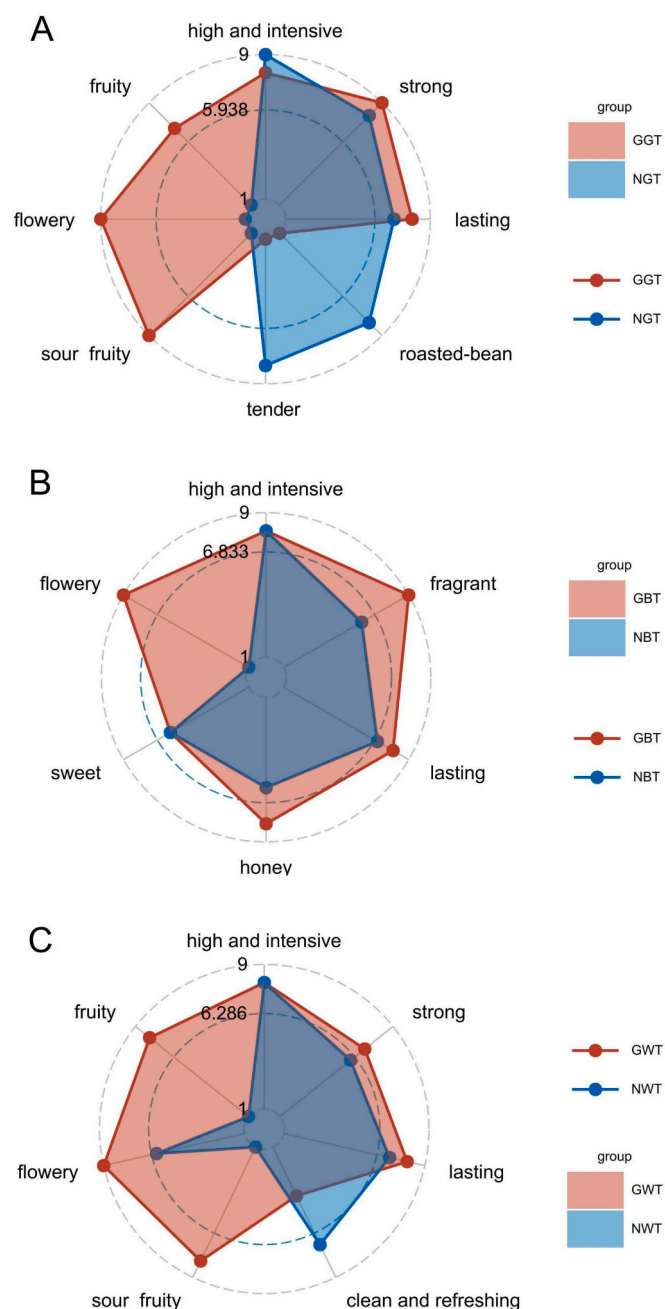 A
high and intensive
9
fruity
strong
5.938
group
GGT
NGT
1
flowery
lasting
GGT
NGT
sour fruity
roasted-bean
tender
B
high and intensive
9
6.833
flowery
fragrant
group
GBT
NBT
1
GBT
NBT
sweet
lasting
honey
C
high and intensive
9
fruity
strong
6.286
GWT
NWT
1
flowery
lasting
group
GWT
NWT
sour fruity
clean and refreshing